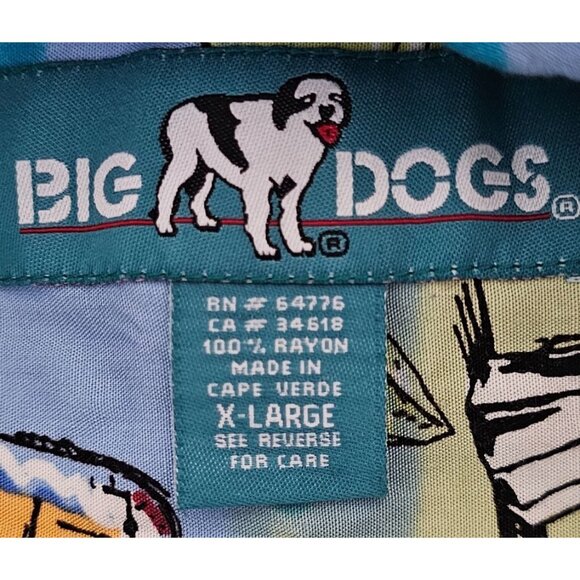 BIG DOGS®
®
RN # 64776
CA # 34618
100% RAYON
MADE IN
CAPE VERDE
X-LARGE
SEE REVERSE
FOR CARE